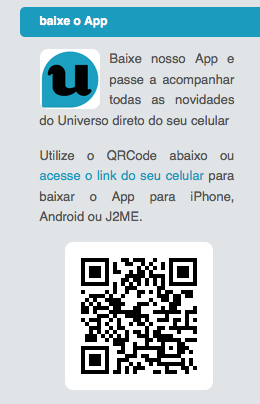 baixe o App
u
Baixe nosso App e
passe a acompanhar
todas as novidades
do Universo direto do seu celular
Utilize o QRCode abaixo ou
acesse o link do seu celular para
baixar o App para iPhone,
Android ou J2ME.